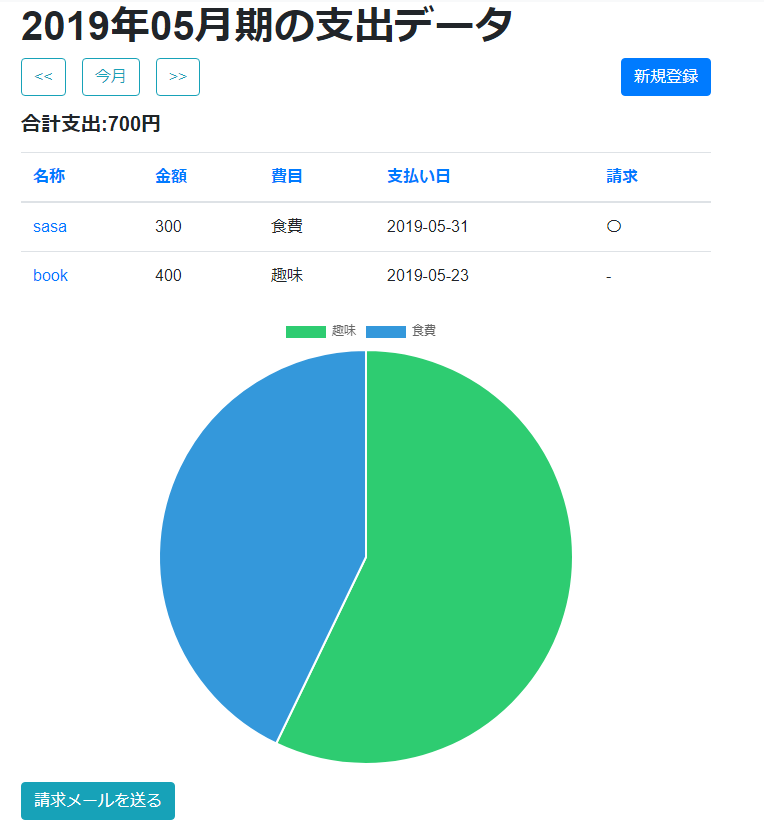 2019年05月期の支出データ
<< 今月 >> 新規登録
合計支出:700円
名称 金額 費目 支払い日 請求
sasa 300 食費 2019-05-31 〇
book 400 趣味 2019-05-23 -
趣味 食費
請求メールを送る